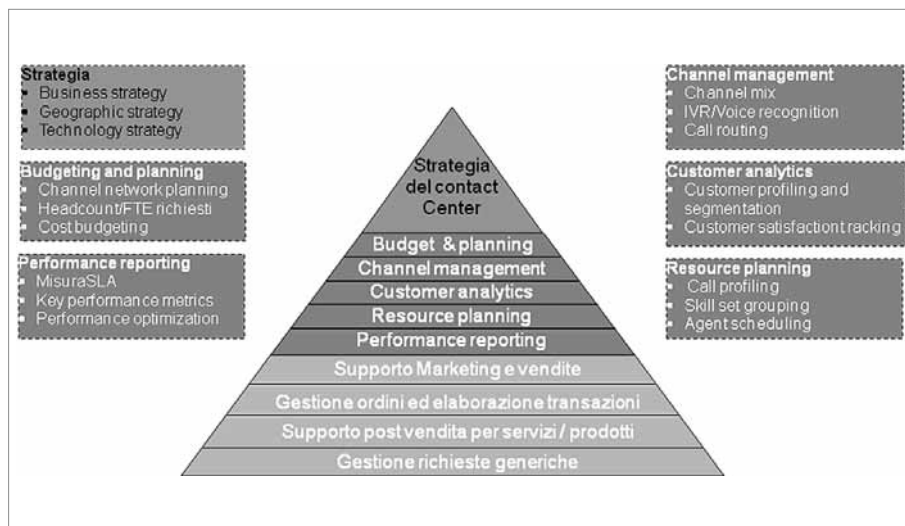 Strategia
▪ Business strategy
▪ Geographic strategy
▪ Technology strategy
Budgeting and planning
▪ Channel network planning
▪ Headcount/FTE richiesti
▪ Cost budgeting
Performance reporting
▪ MisuraSLA
▪ Key performance metrics
▪ Performance optimization
Strategia
del contact
Center
Budget & planning
Channel management
Customer analytics
Resource planning
Performance reporting
Supporto Marketing e vendite
Gestione ordini ed elaborazione transazioni
Supporto post vendita per servizi / prodotti
Gestione richieste generiche
Channel management
▪ Channel mix
▪ IVR/Voice recognition
▪ Call routing
Customer analytics
▪ Customer profiling and
segmentation
▪ Customer satisfactiont racking
Resource planning
▪ Call profiling
▪ Skill set grouping
▪ Agent scheduling